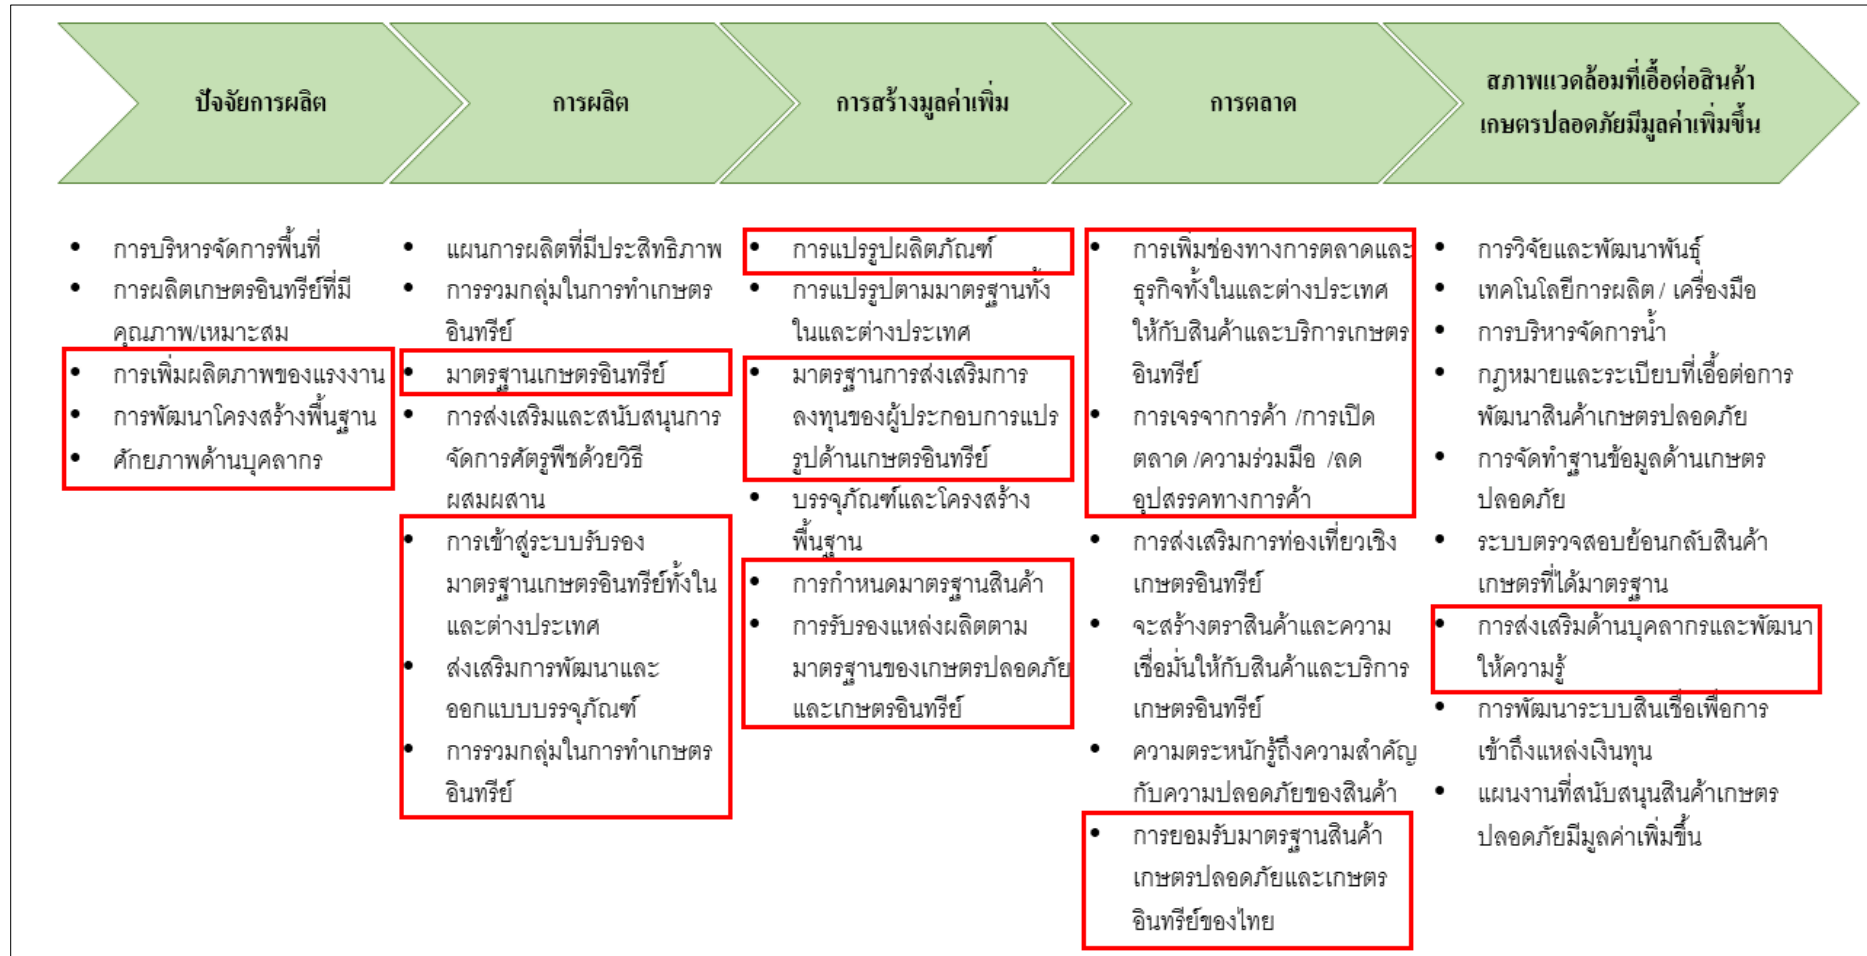 ปัจจัยการผลิต
การผลิต
การสร้างมูลค่าเพิ่ม
การตลาด
สภาพแวดล้อมที่เอื้อต่อสินค้า
เกษตรปลอดภัยมีมูลค่าเพิ่มขึ้น
• การบริหารจัดการพื้นที่
• การผลิตเกษตรอินทรีย์ที่มี
คุณภาพ/เหมาะสม
• การเพิ่มผลิตภาพของแรงงาน
• การพัฒนาโครงสร้างพื้นฐาน
• ศักยภาพด้านบุคลากร
• แผนการผลิตที่มีประสิทธิภาพ
• การรวมกลุ่มในการทำเกษตร
อินทรีย์
• มาตรฐานเกษตรอินทรีย์
• การส่งเสริมและสนับสนุนการ
จัดการศัตรูพืชด้วยวิธี
ผสมผสาน
• การเข้าสู่ระบบรับรอง
มาตรฐานเกษตรอินทรีย์ทั้งใน
และต่างประเทศ
• ส่งเสริมการพัฒนาและ
ออกแบบบรรจุภัณฑ์
• การรวมกลุ่มในการทำเกษตร
อินทรีย์
• การแปรรูปผลิตภัณฑ์
• การแปรรูปตามมาตรฐานทั้ง
ในและต่างประเทศ
• มาตรฐานการส่งเสริมการ
ลงทุนของผู้ประกอบการแปร
รูปด้านเกษตรอินทรีย์
• บรรจุภัณฑ์และโครงสร้าง
พื้นฐาน
• การกำหนดมาตรฐานสินค้า
• การรับรองแหล่งผลิตตาม
มาตรฐานของเกษตรปลอดภัย
และเกษตรอินทรีย์
• การเพิ่มช่องทางการตลาดและ
ธุรกิจทั้งในและต่างประเทศ
ให้กับสินค้าและบริการเกษตร
อินทรีย์
• การเจรจาการค้า /การเปิด
ตลาด /ความร่วมมือ /ลด
อุปสรรคทางการค้า
• การส่งเสริมการท่องเที่ยวเชิง
เกษตรอินทรีย์
• จะสร้างตราสินค้าและความ
เชื่อมั่นให้กับสินค้าและบริการ
เกษตรอินทรีย์
• ความตระหนักรู้ถึงความสำคัญ
กับความปลอดภัยของสินค้า
• การยอมรับมาตรฐานสินค้า
เกษตรปลอดภัยและเกษตร
อินทรีย์ของไทย
• การวิจัยและพัฒนาพันธุ์
• เทคโนโลยีการผลิต / เครื่องมือ
• การบริหารจัดการน้ำ
• กฎหมายและระเบียบที่เอื้อต่อการ
พัฒนาสินค้าเกษตรปลอดภัย
• การจัดทำฐานข้อมูลด้านเกษตร
ปลอดภัย
• ระบบตรวจสอบย้อนกลับสินค้า
เกษตรที่ได้มาตรฐาน
• การส่งเสริมด้านบุคลากรและพัฒนา
ให้ความรู้
• การพัฒนาระบบสินเชื่อเพื่อการ
เข้าถึงแหล่งเงินทุน
• แผนงานที่สนับสนุนสินค้าเกษตร
ปลอดภัยมีมูลค่าเพิ่มขึ้น